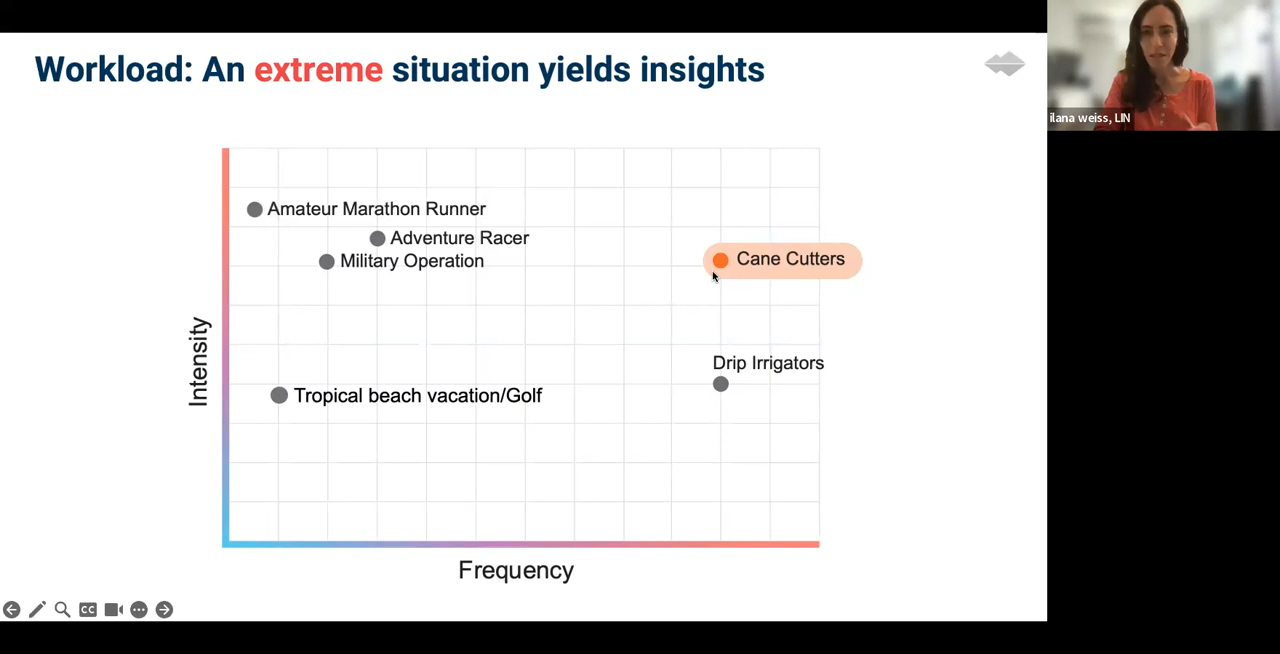 Workload: An extreme situation yields insights
ilana weiss, LIN
Amateur Marathon Runner
Adventure Racer
Military Operation
Cane Cutters
Drip Irrigators
Tropical beach vacation/Golf
Intensity
Frequency
CC